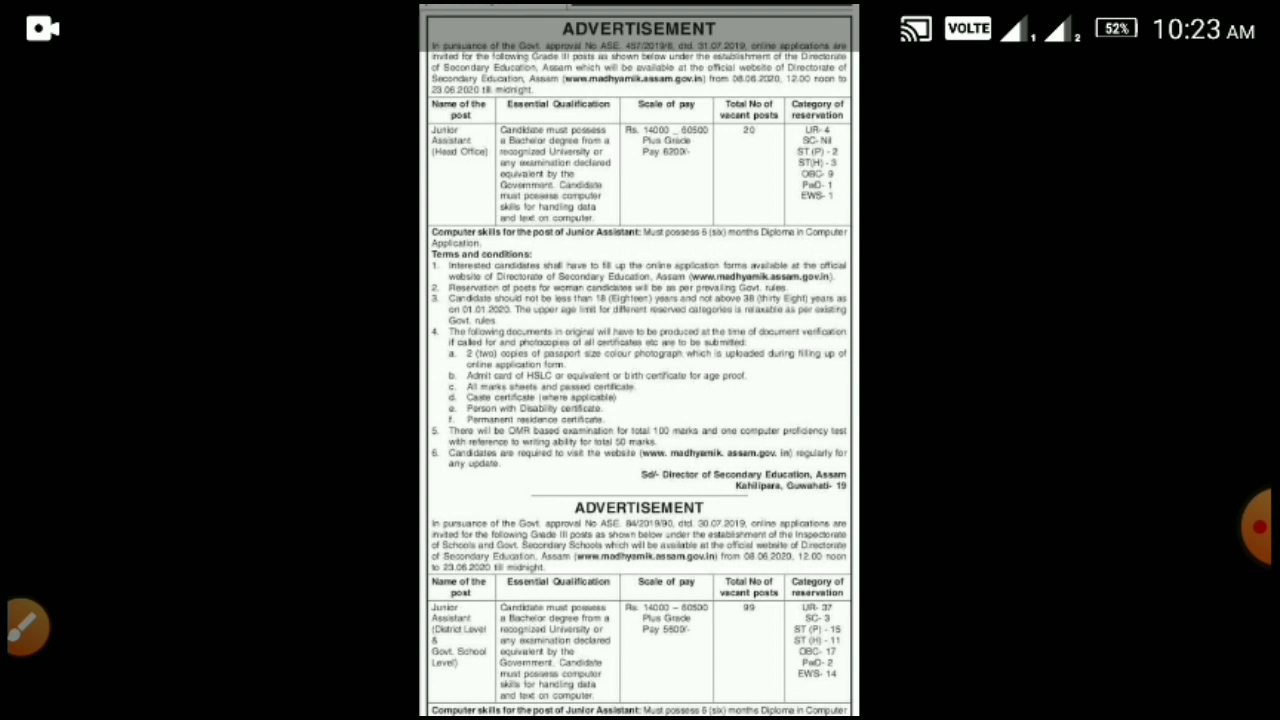 VOLTE 1 2 52% 10:23 AM
ADVERTISEMENT
In pursuance of the Govt. approval No ASE. 457/2019/6, dtd. 31.07.2019, online applications are
invited for the following Grade III posts as shown below under the establishment of the Directorate
of Secondary Education, Assam which will be available at the official website of Directorate of
Secondary Education, Assam (www.madhyamik.assam.gov.in) from 08.06.2020, 12.00 noon to
23.06.2020 till midnight.
Name of the post
Essential Qualification
Scale of pay
Total No of vacant posts
Category of reservation
Junior
Assistant
(Head Office)
Candidate must possess
a Bachelor degree from a
recognized University or
any examination declared
equivalent by the
Government. Candidate
must possess computer
skills for handing data
and text on computer.
Rs. 14000 _ 60500
Plus Grade
Pay 6200/-
20
UR- 4
SC- Nil
ST (P) - 2
ST(H) - 3
OBC- 9
PwD- 1
EWS- 1
Computer skills for the post of Junior Assistant: Must possess 6 (six) months Diploma in Computer
Application.
Terms and conditions:
1. Interested candidates shall have to fill up the online application forms available at the official
website of Directorate of Secondary Education, Assam (www.madhyamik.assam.gov.in).
2. Reservation of posts for woman candidates will be as per prevailing Govt. rules.
3. Candidate should not be less than 18 (Eighteen) years and not above 38 (thirty Eight) years as
on 01.01.2020. The upper age limit for different reserved categories is relaxable as per existing
Govt. rules.
4. The following documents in original will have to be produced at the time of document verification
if called for and photocopies of all certificates etc are to be submitted:
a. 2 (two) copies of passport size colour photograph which is uploaded during filling up of
online application form.
b. Admit card of HSLC or equivalent or birth certificate for age proof.
c. All marks sheets and passed certificate.
d. Caste certificate (where applicable)
e. Person with Disability certificate.
f. Permanent residence certificate.
5. There will be OMR based examination for total 100 marks and one computer proficiency test
with reference to writing ability for total 50 marks.
6. Candidates are required to visit the website (www. madhyamik. assam.gov. in) regularly for
any update.
Sd/- Director of Secondary Education, Assam
Kahilipara, Guwahati- 19
ADVERTISEMENT
In pursuance of the Govt. approval No ASE. 84/2019/90, dtd. 30.07.2019, online applications are
invited for the following Grade III posts as shown below under the establishment of the Inspectorate
of Schools and Govt. Secondary Schools which will be available at the official website of Directorate
of Secondary Education, Assam (www.madhyamik.assam.gov.in) from 08.06.2020, 12.00 noon
to 23.06.2020 till midnight.
Name of the post
Essential Qualification
Scale of pay
Total No of vacant posts
Category of reservation
Junior
Assistant
(District Level
&
Govt. School
Level)
Candidate must possess
a Bachelor degree from a
recognized University or
any examination declared
equivalent by the
Government. Candidate
must possess computer
skills for handing data
and text on computer.
Rs. 14000 – 60500
Plus Grade
Pay 5600/-
99
UR- 37
SC- 3
ST (P) - 15
ST (H) - 11
OBC- 17
PwD- 2
EWS- 14
Computer skills for the post of Junior Assistant: Must possess 6 (six) months Diploma in Computer